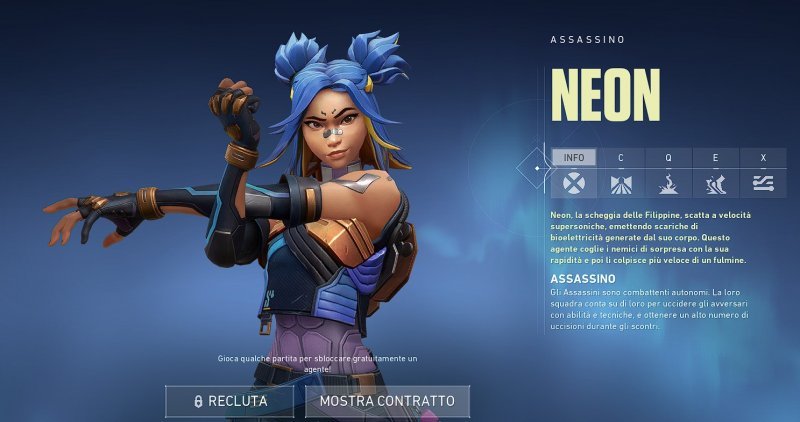 ASSASSINO
NEON
INFO C Q E X
Neon, la scheggia delle Filippine, scatta a velocità
supersoniche, emettendo scariche di
bioelettricità generate dal suo corpo. Questo
agente coglie i nemici di sorpresa con la sua
rapidità e poi li colpisce più veloce di un fulmine.
ASSASSINO
Gli Assassini sono combattenti autonomi. La loro
squadra conta su di loro per uccidere gli avversari
con abilità e tecniche, e ottenere un alto numero di
uccisioni durante gli scontri.
Gioca qualche partita per sbloccare gratuitamente un
agente!
RECLUTA
MOSTRA CONTRATTO